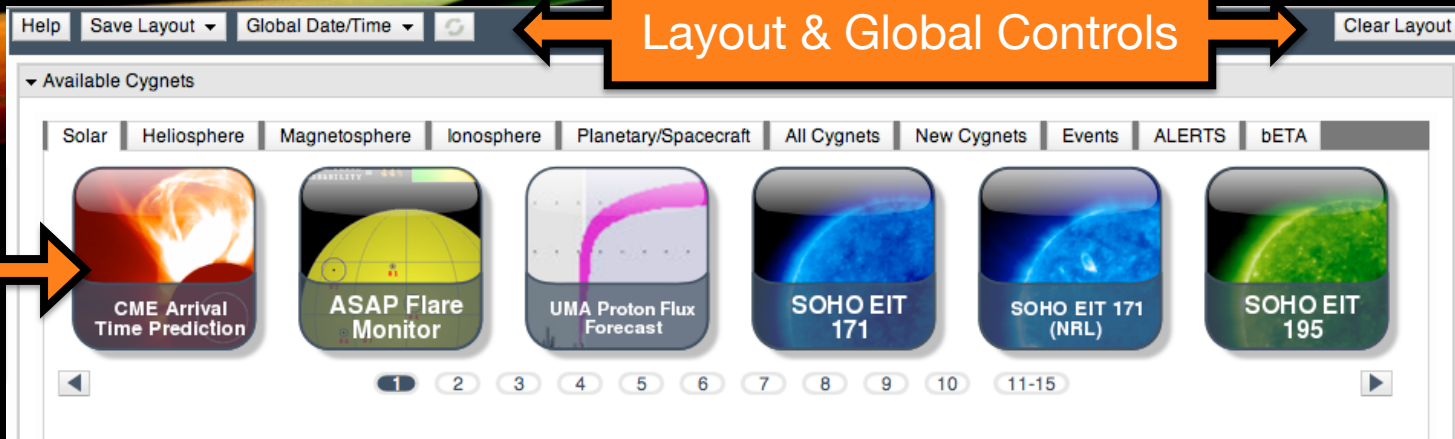 Help Save Layout Global Date/Time Layout & Global Controls Clear Layout
Available Cygnets
Solar Heliosphere Magnetosphere Ionosphere Planetary/Spacecraft All Cygnets New Cygnets Events ALERTS bETA
CME Arrival
Time Prediction
ASAP Flare
Monitor
UMA Proton Flux
Forecast
SOHO EIT
171
SOHO EIT 171
(NRL)
SOHO EIT
195
1 2 3 4 5 6 7 8 9 10 11-15